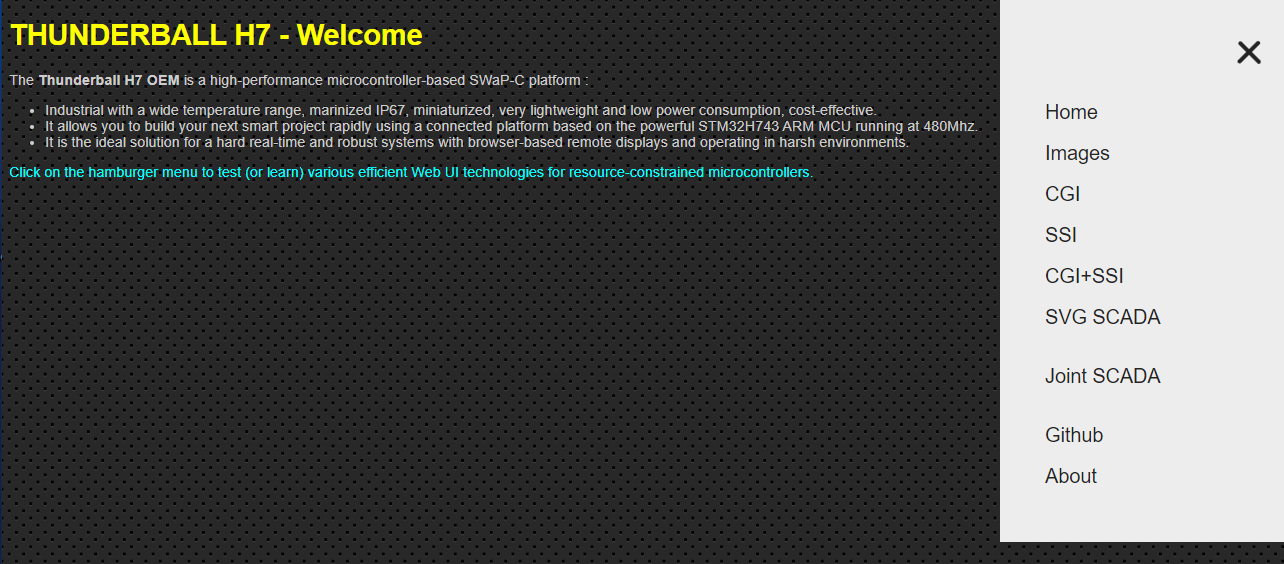 THUNDERBALL H7 - Welcome
The Thunderball H7 OEM is a high-performance microcontroller-based SWaP-C platform :
• Industrial with a wide temperature range, marinized IP67, miniaturized, very lightweight and low power consumption, cost-effective.
• It allows you to build your next smart project rapidly using a connected platform based on the powerful STM32H743 ARM MCU running at 480Mhz.
• It is the ideal solution for a hard real-time and robust systems with browser-based remote displays and operating in harsh environments.
Click on the hamburger menu to test (or learn) various efficient Web UI technologies for resource-constrained microcontrollers.
Home
Images
CGI
SSI
CGI+SSI
SVG SCADA
Joint SCADA
Github
About